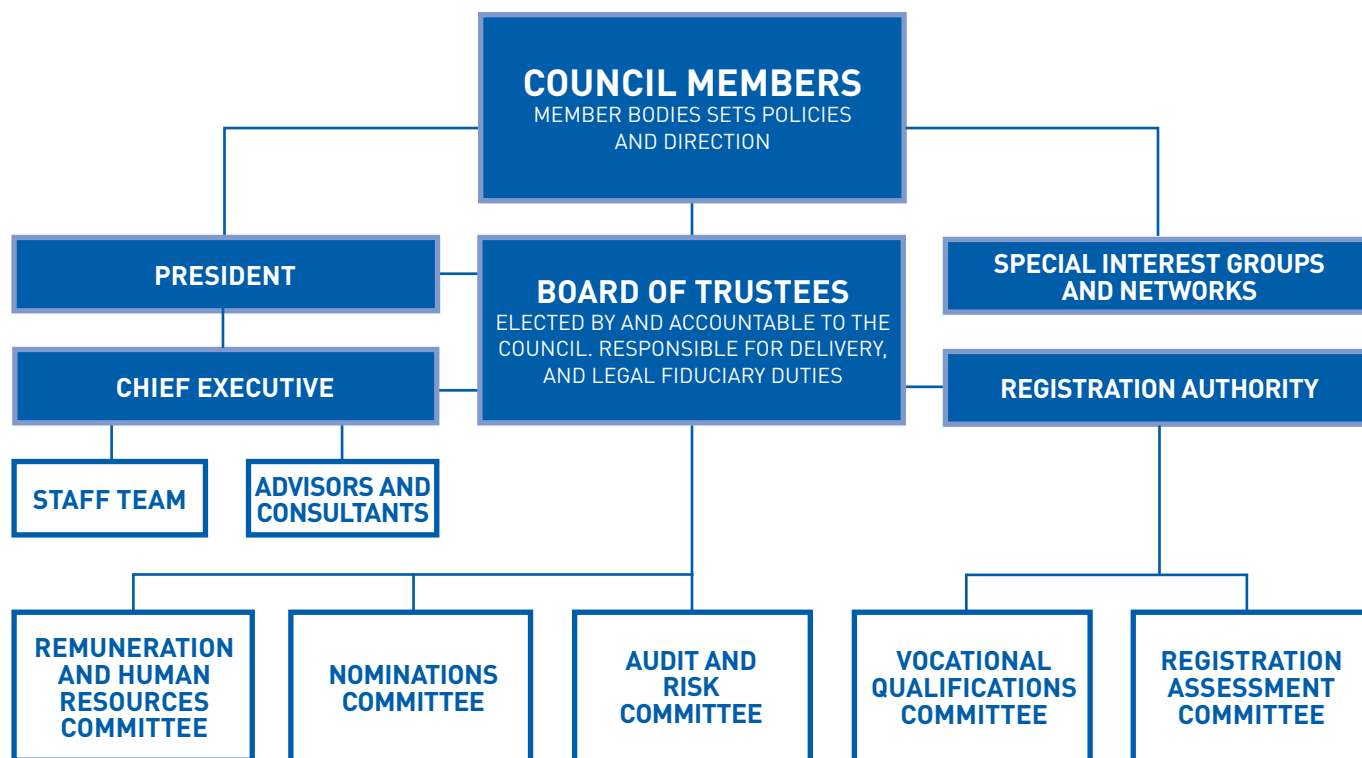 COUNCIL MEMBERS
MEMBER BODIES SETS POLICIES
AND DIRECTION
PRESIDENT
BOARD OF TRUSTEES
ELECTED BY AND ACCOUNTABLE TO THE
COUNCIL. RESPONSIBLE FOR DELIVERY,
AND LEGAL FIDUCIARY DUTIES
SPECIAL INTEREST GROUPS
AND NETWORKS
CHIEF EXECUTIVE
REGISTRATION AUTHORITY
STAFF TEAM
ADVISORS AND
CONSULTANTS
REMUNERATION
AND HUMAN
RESOURCES
COMMITTEE
NOMINATIONS
COMMITTEE
AUDIT AND
RISK
COMMITTEE
VOCATIONAL
QUALIFICATIONS
COMMITTEE
REGISTRATION
ASSESSMENT
COMMITTEE